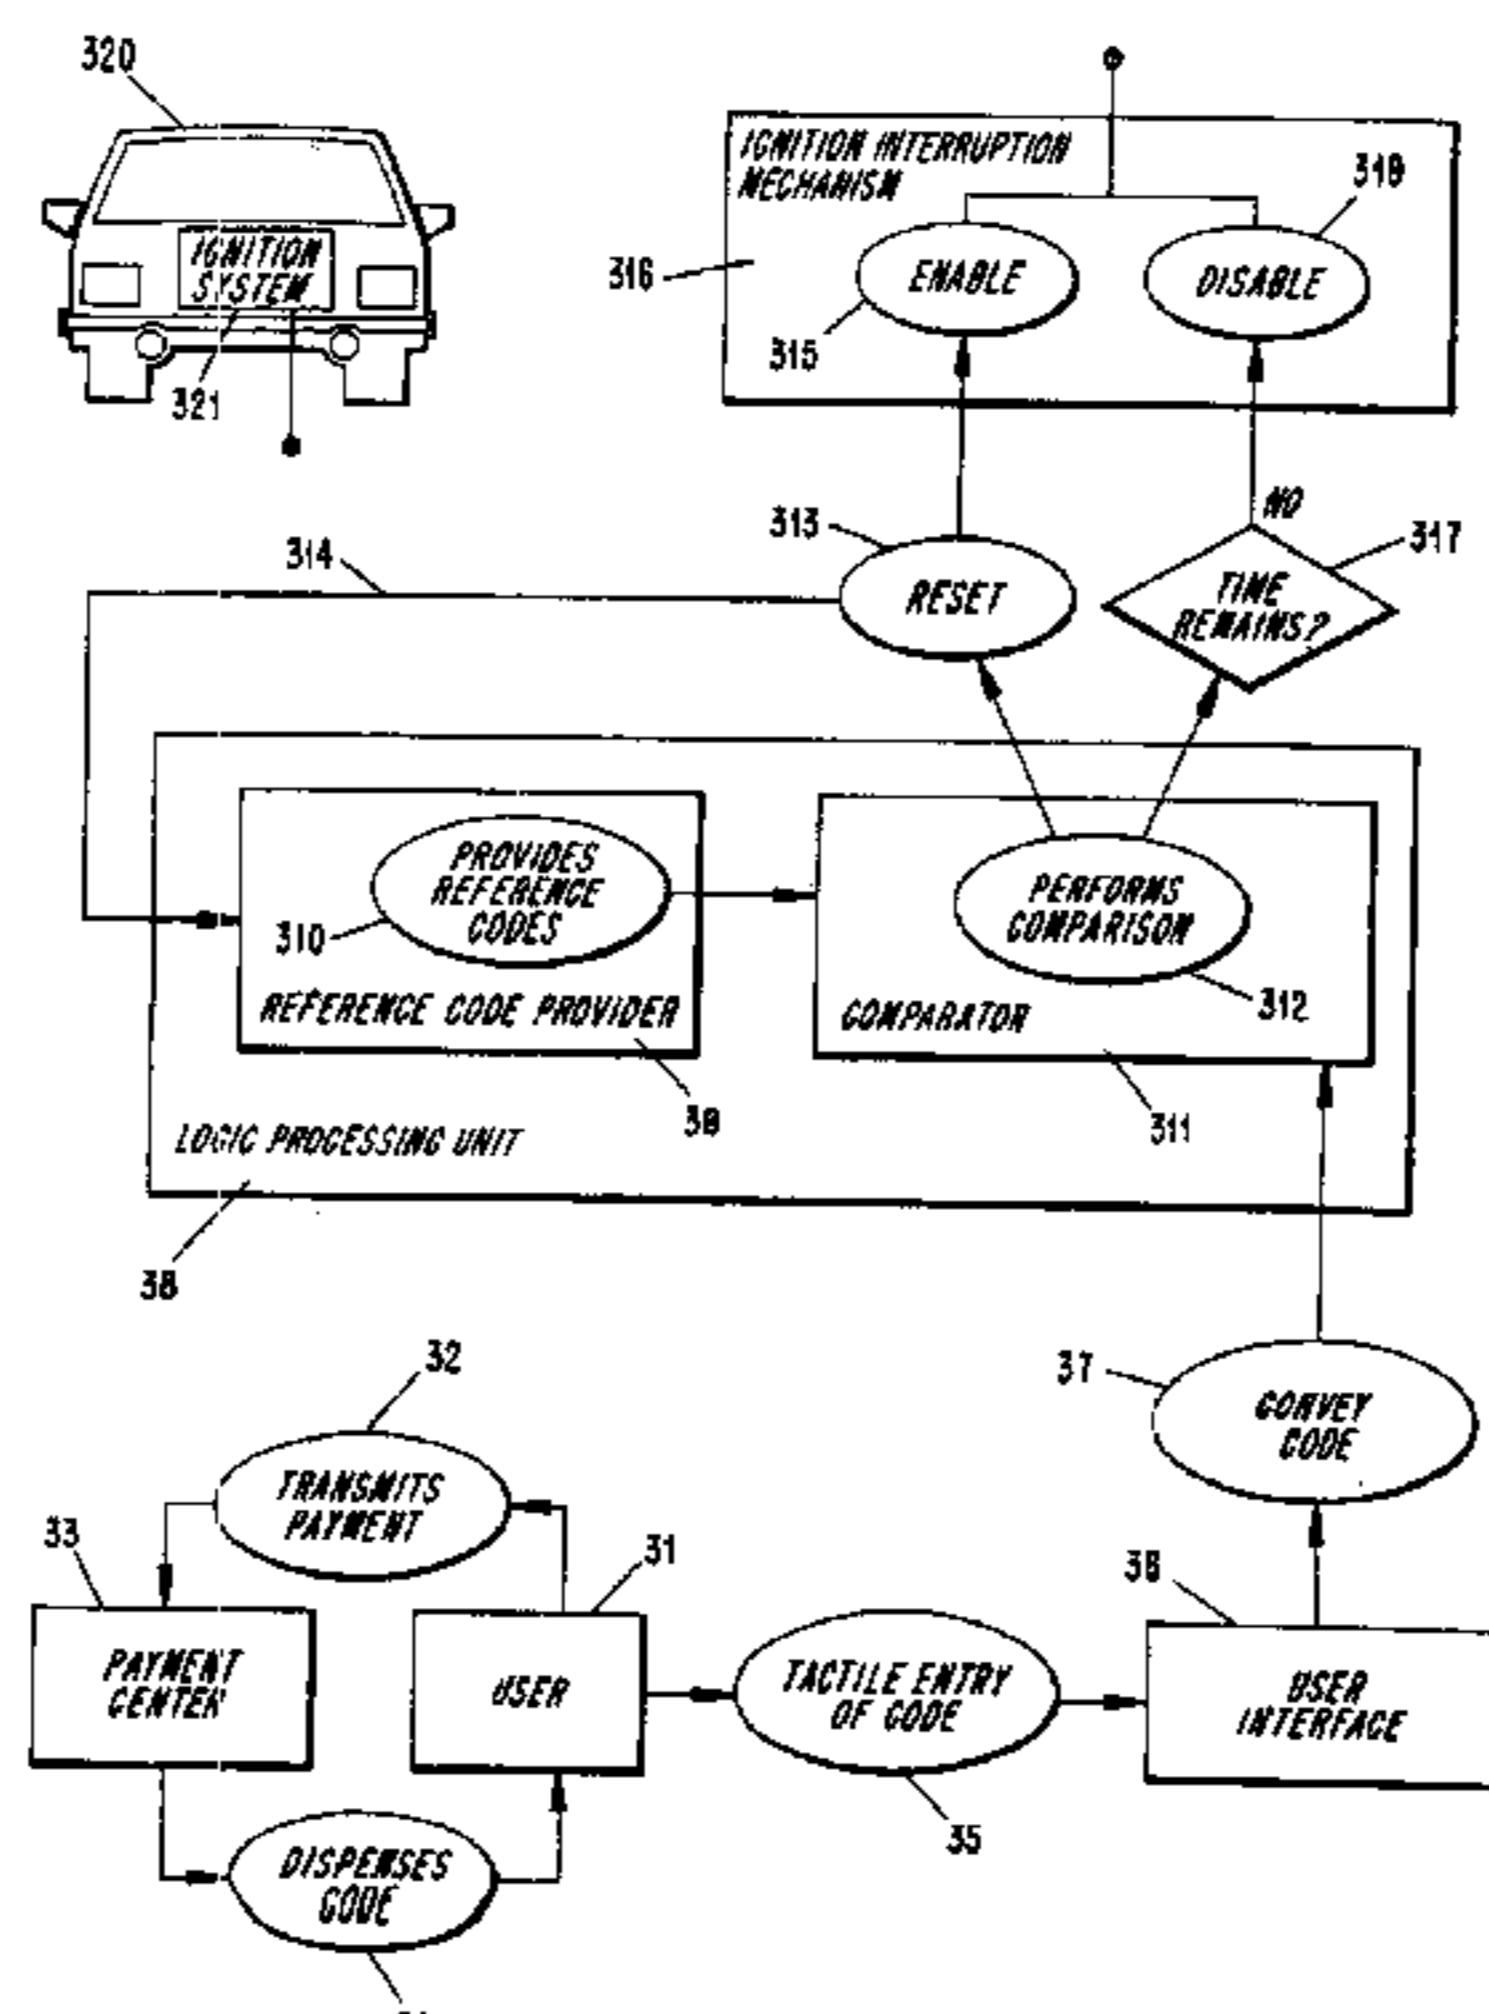 320
IGNITION
SYSTEM
321
IGNITION INTERRUPTION
MECHANISM
319
316
ENABLE
DISABLE
315
NO
313
317
314
RESET
TIME
REMAINS?
PROVIDES
REFERENCE
CODES
310
PERFORMS
COMPARISON
312
REFERENCE CODE PROVIDER
COMPARATOR
39
311
LOGIC PROCESSING UNIT
38
32
37
CONVEY
CODE
TRANSMITS
PAYMENT
33
31
36
PAYMENT
CENTER
USER
TACTILE ENTRY
OF CODE
USER
INTERFACE
35
DISPENSES
CODE